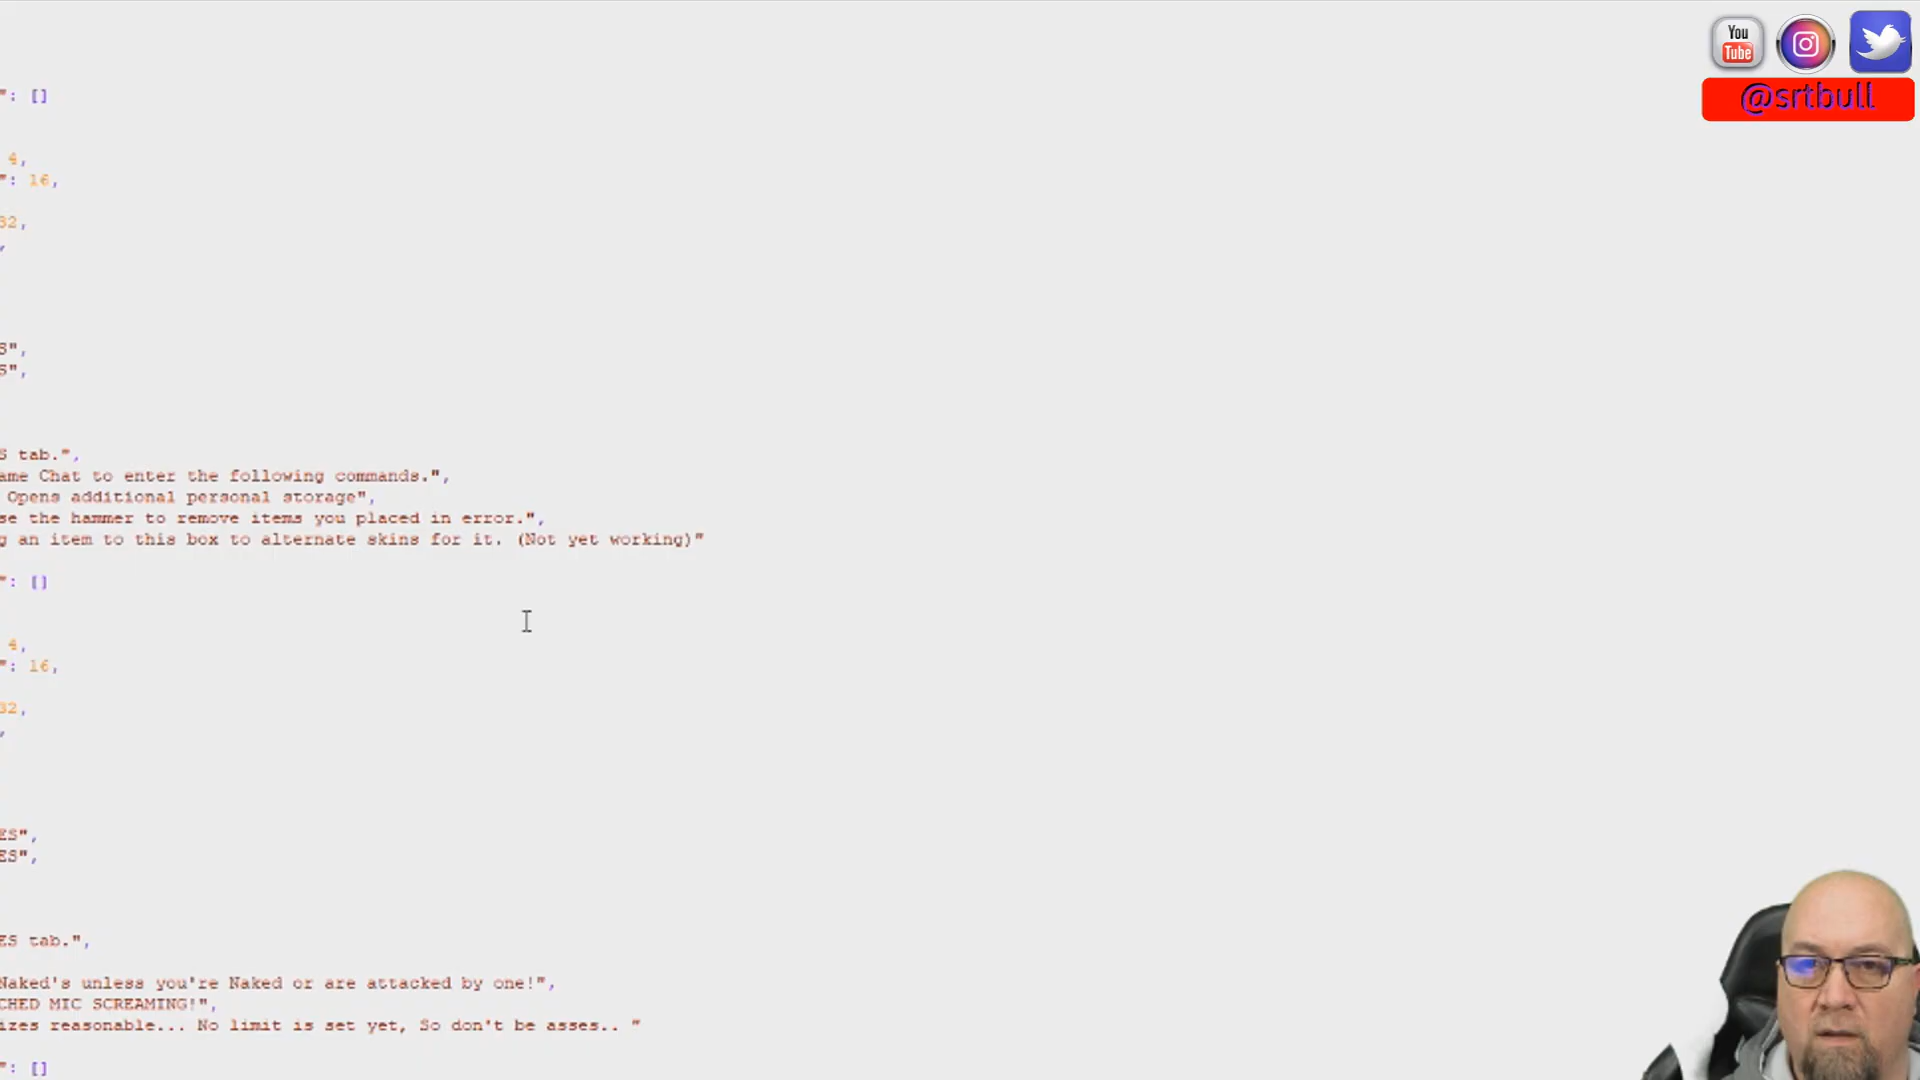 You
Tube
@srtbull
": []
4,
": 16,
32,
,
S",
S",
S tab.",
ame Chat to enter the following commands.",
Opens additional personal storage",
se the hammer to remove items you placed in error.",
g an item to this box to alternate skins for it. (Not yet working)"
": []
4,
": 16,
32,
,
ES",
ES",
ES tab.",
Naked's unless you're Naked or are attacked by one!",
CHED MIC SCREAMING!",
izes reasonable... No limit is set yet, So don't be asses.. "
": []